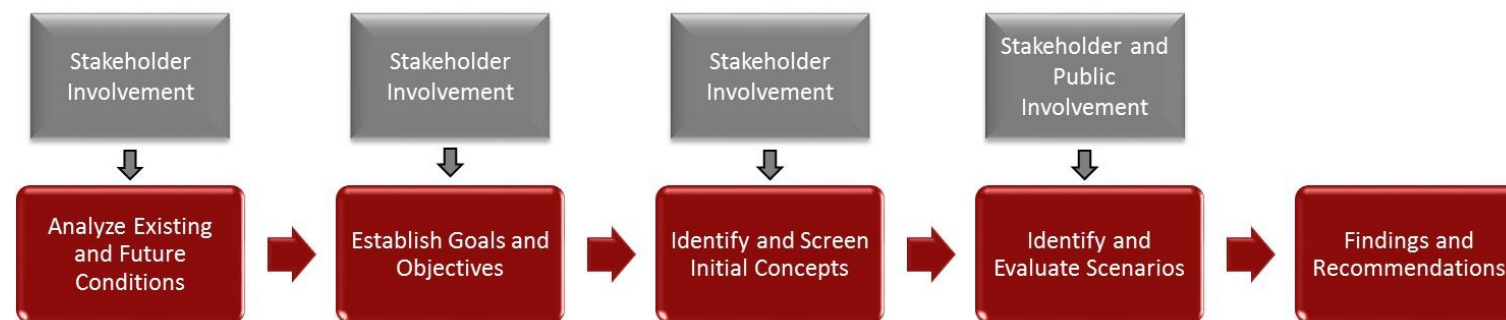 Stakeholder
Involvement
Stakeholder
Involvement
Stakeholder
Involvement
Stakeholder and
Public
Involvement
Analyze Existing
and Future
Conditions
Establish Goals and
Objectives
Identify and Screen
Initial Concepts
Identify and
Evaluate Scenarios
Findings and
Recommendations